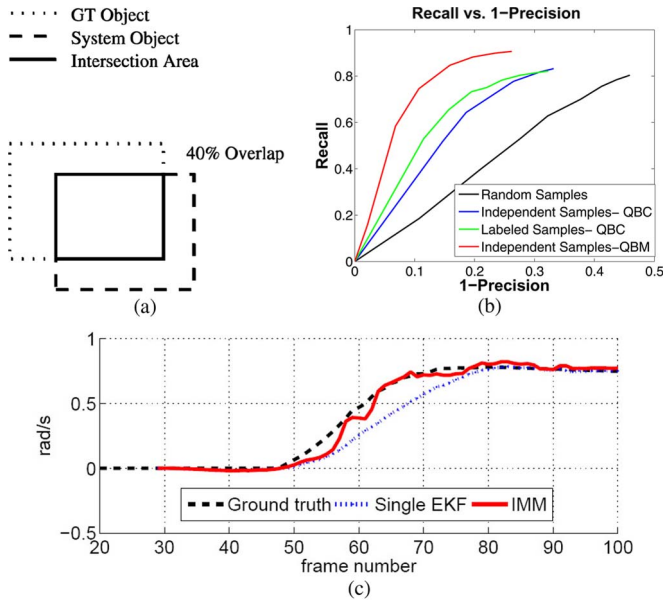 GT Object
System Object
Intersection Area
40% Overlap
(a)
Recall vs. 1-Precision
Recall
1
0.8
0.6
0.4
0.2
0
0
0.1
0.2
0.3
0.4
0.5
Random Samples
Independent Samples- QBC
Labeled Samples- QBC
Independent Samples-QBM
1-Precision
(b)
rad/s
1
0.5
0
-0.5
Ground truth
Single EKF
IMM
20
30
40
50
60
70
80
90
100
frame number
(c)